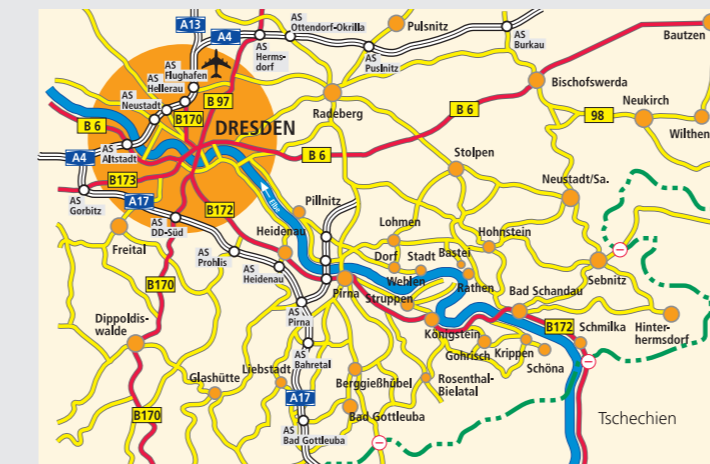 A13
A4
AS
Ottendorf-Okrilla
Pulsnitz
AS
Burkau
Bautzen
AS
Herms-
dorf
AS
Pulsnitz
AS
Flughafen
AS
Hellerau
AS
Neustadt
B 97
B170
B 6
DRESDEN
Radeberg
B 6
Bischofswerda
98
Neukirch
Wilthen
AS
Altstadt
A4
B 6
B173
Stolpen
Neustadt/Sa.
AS
Gorbitz
A17
B172
Elbe
Pillnitz
AS
DD-Süd
Freital
Heidenau
Lohmen
Hohnstein
AS
Prohlis
AS
Heidenau
Dorf
Stadt
Wehlen
Bastei
Rathen
Sebnitz
B170
Pirna
Struppen
Bad Schandau
Dippoldis-
walde
AS
Pirna
Königstein
B172
Schmilka
Hinter-
hermsdorf
Gohrisch
Krippen
Schöna
AS
Bahretal
Liebstadt
Glashütte
Berggießhübel
Rosenthal-
Bielatal
A17
B170
Bad Gottleuba
AS
Bad Gottleuba
Tschechien